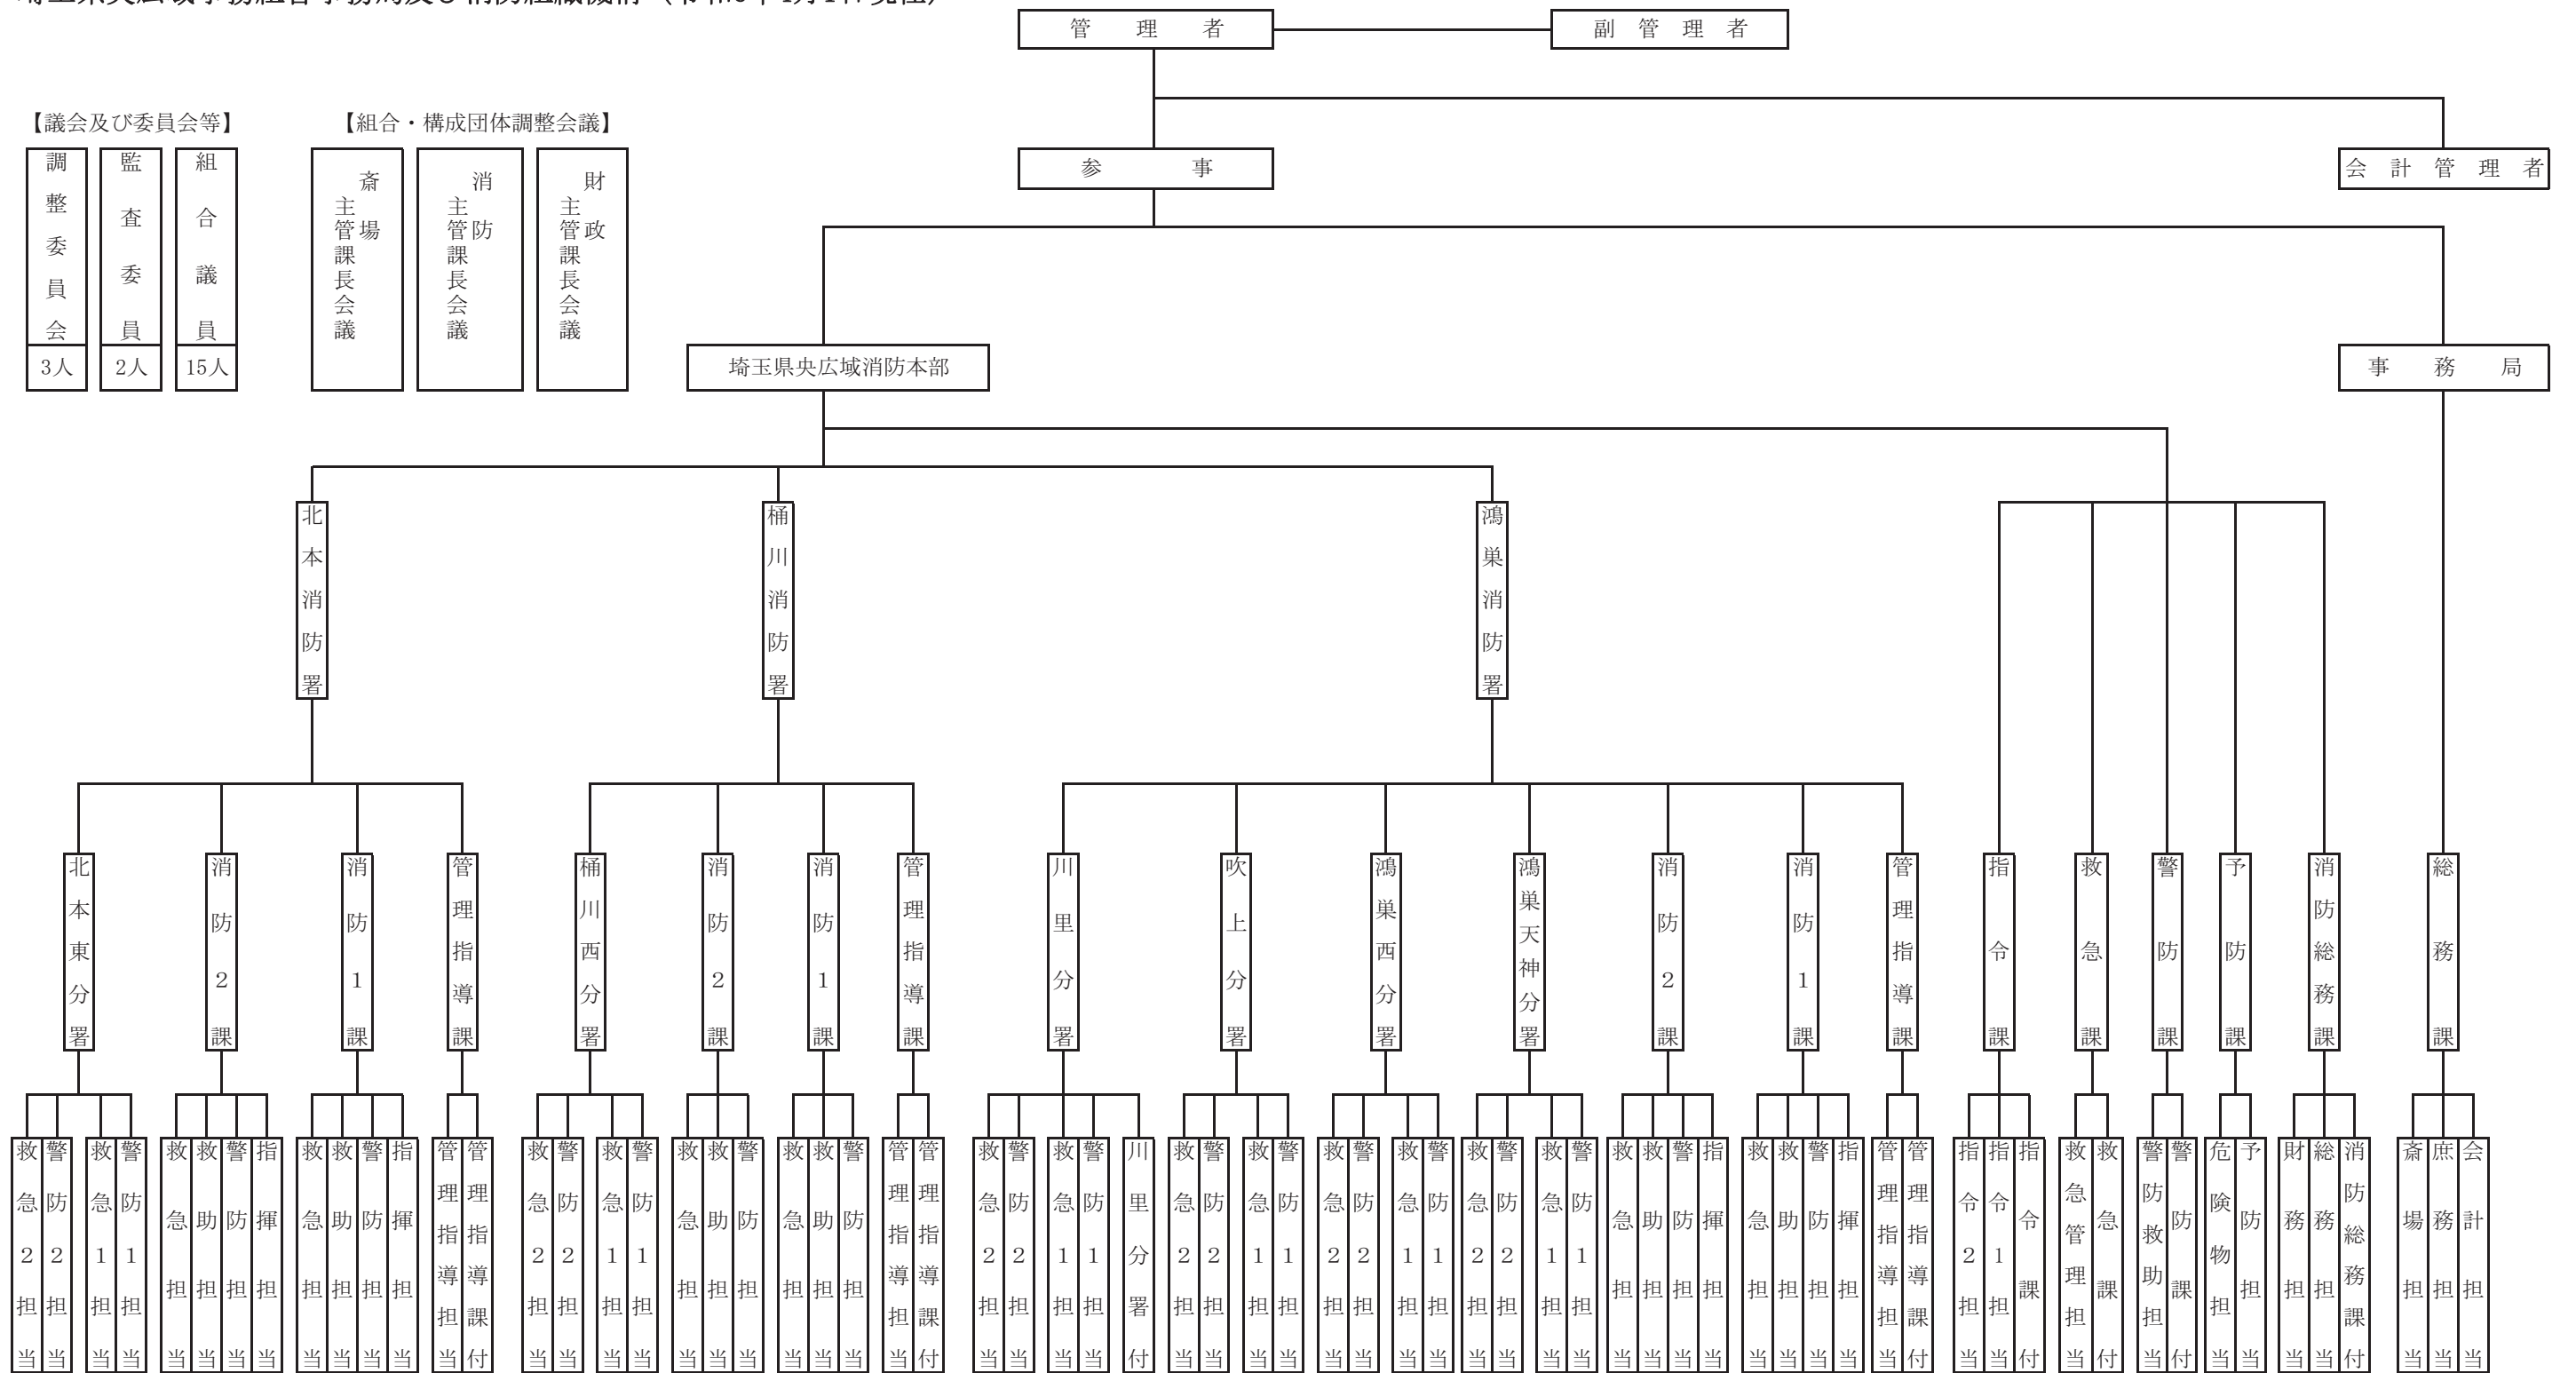 管理者
副管理者
【議会及び委員会等】
【組合・構成団体調整会議】
調整委員会
3人
監査委員
2人
組合議員
15人
斎場
主管課長会議
消防
主管課長会議
財政
主管課長会議
参事
会計管理者
埼玉県央広域消防本部
事務局
北本消防署
桶川消防署
鴻巣消防署
北本東分署
消防2課
消防1課
管理指導課
桶川西分署
消防2課
消防1課
管理指導課
川里分署
吹上分署
鴻巣西分署
鴻巣天神分署
消防2課
消防1課
管理指導課
指令課
救急課
警防課
予防課
消防総務課
総務課
救急2担当
警防2担当
救急1担当
警防1担当
救急担当
救助担当
警防担当
指揮担当
救急担当
救助担当
警防担当
指揮担当
管理指導担当
管理指導課付
救急2担当
警防2担当
救急1担当
警防1担当
救急担当
救助担当
警防担当
救急担当
救助担当
警防担当
管理指導担当
管理指導課付
救急2担当
警防2担当
救急1担当
警防1担当
川里分署付
救急2担当
警防2担当
救急1担当
警防1担当
救急2担当
警防2担当
救急1担当
警防1担当
救急2担当
警防2担当
救急1担当
警防1担当
救急担当
救助担当
警防担当
指揮担当
救急担当
救助担当
警防担当
指揮担当
管理指導担当
管理指導課付
指令2担当
指令1担当
指令課付
救急管理担当
救急課付
警防救助担当
警防課付
危険物担当
予防担当
財務担当
総務担当
消防総務課付
斎場担当
庶務担当
会計担当